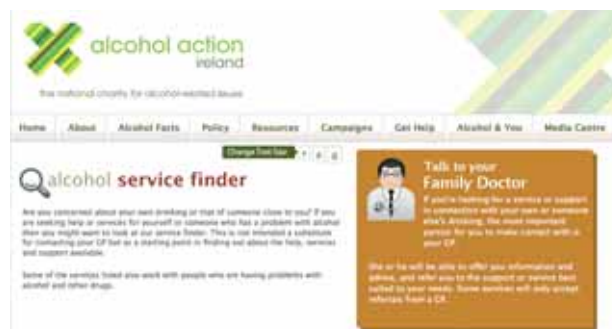 alcohol action
ireland
the national charity for alcohol-related issues
Home About Alcohol Facts Policy Resources Campaigns Get Help Alcohol & You Media Centre
Change Text Size
alcohol service finder
Are you concerned about your own drinking or that of someone close to you? If you
are seeking help or services for yourself or someone who has a problem with alcohol
then you might want to look at our service finder. This is not intended a substitute
for contacting your GP but as a starting point in finding out about the help, services
and support available.
Some of the services listed also work with people who are having problems with
alcohol and other drugs.
Talk to your
Family Doctor
If you're looking for a service or support
in connection with your own or someone
else's drinking, the most important
person for you to make contact with is
your GP.
She or he will be able to offer you information and
advice, and refer you to the support or service best
suited to your needs. Some services will only accept
referrals from a GP.